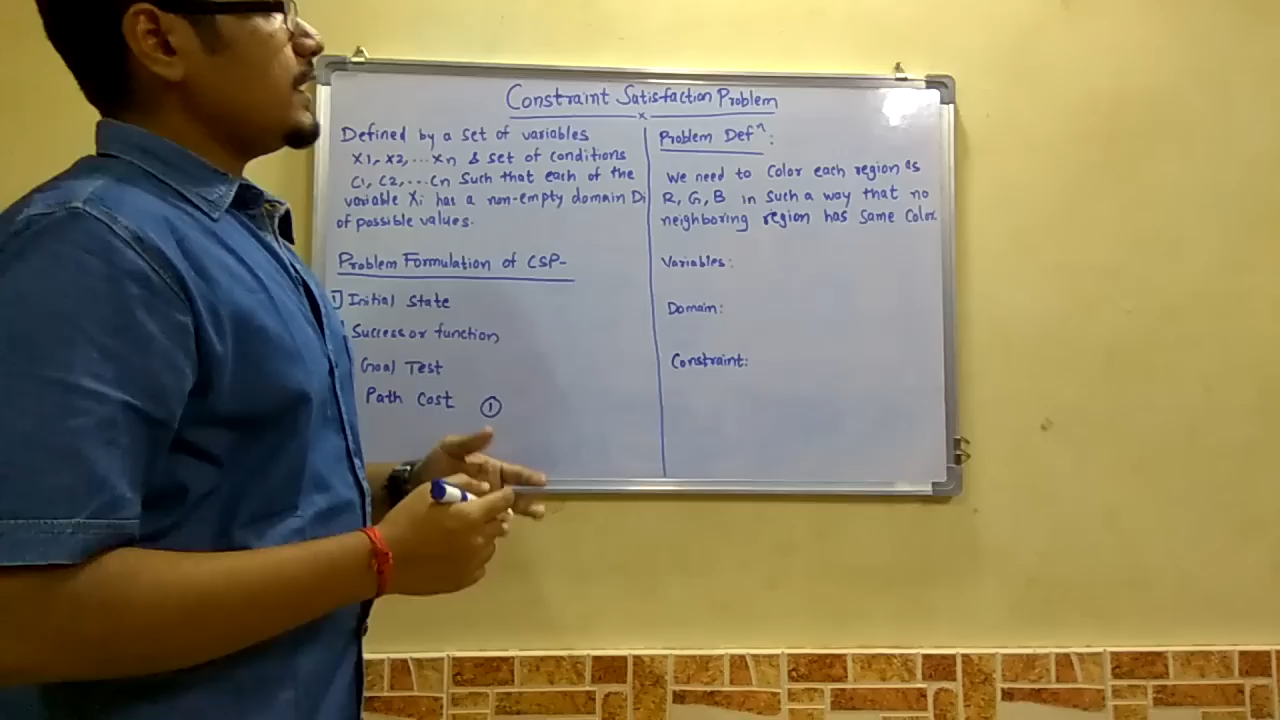 Constraint Satisfaction Problem
x
Defined by a set of variables
X1, X2, ... Xn & set of conditions
C1, C2, ... Cn Such that each of the
variable Xi has a non-empty domain Di
of possible values.
Problem Formulation of CSP-
1] Initial State
Successor function
Goal Test
Path Cost ①
Problem Defⁿ:
We need to Color each region as
R, G, B in such a way that no
neighboring region has same color.
Variables:
Domain:
Constraint: